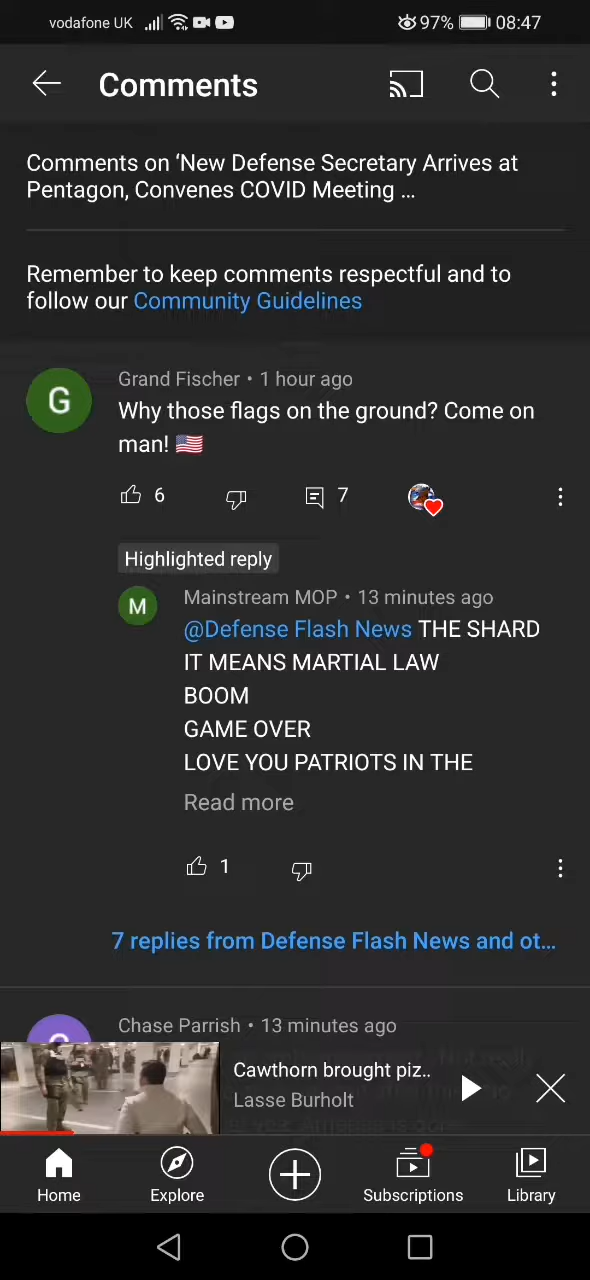 vodafone UK 97% 08:47
Comments
Comments on ‘New Defense Secretary Arrives at
Pentagon, Convenes COVID Meeting ...
Remember to keep comments respectful and to
follow our Community Guidelines
G
Grand Fischer • 1 hour ago
Why those flags on the ground? Come on
man! 🇺🇸
6 7
Highlighted reply
M
Mainstream MOP • 13 minutes ago
@Defense Flash News THE SHARD
IT MEANS MARTIAL LAW
BOOM
GAME OVER
LOVE YOU PATRIOTS IN THE
Read more
1
7 replies from Defense Flash News and ot...
Chase Parrish • 13 minutes ago
Cawthorn brought piz..
Lasse Burholt
Home Explore Subscriptions Library